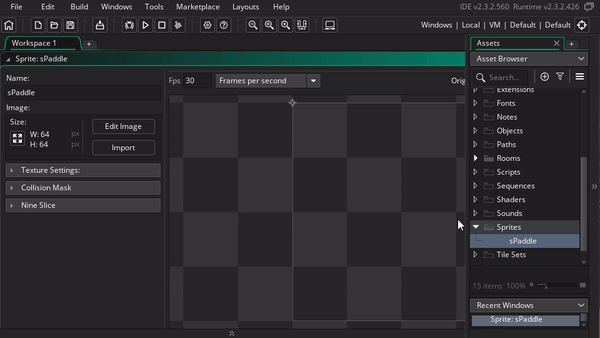 File Edit Build Windows Tools Marketplace Layouts Help IDE v2.3.2.560 Runtime v2.3.2.426
Windows | Local | VM | Default | Default
Workspace 1
Assets
Sprite: sPaddle
Asset Browser
Name:
sPaddle
Fps 30 Frames per second
Search...
Image:
Size:
W: 64 px
H: 64 px
Edit Image
Import
Texture Settings:
Collision Mask
Nine Slice
Extensions
Fonts
Notes
Objects
Paths
Rooms
Scripts
Sequences
Shaders
Sounds
Sprites
sPaddle
Tile Sets
15 items 100%
Recent Windows
Sprite: sPaddle